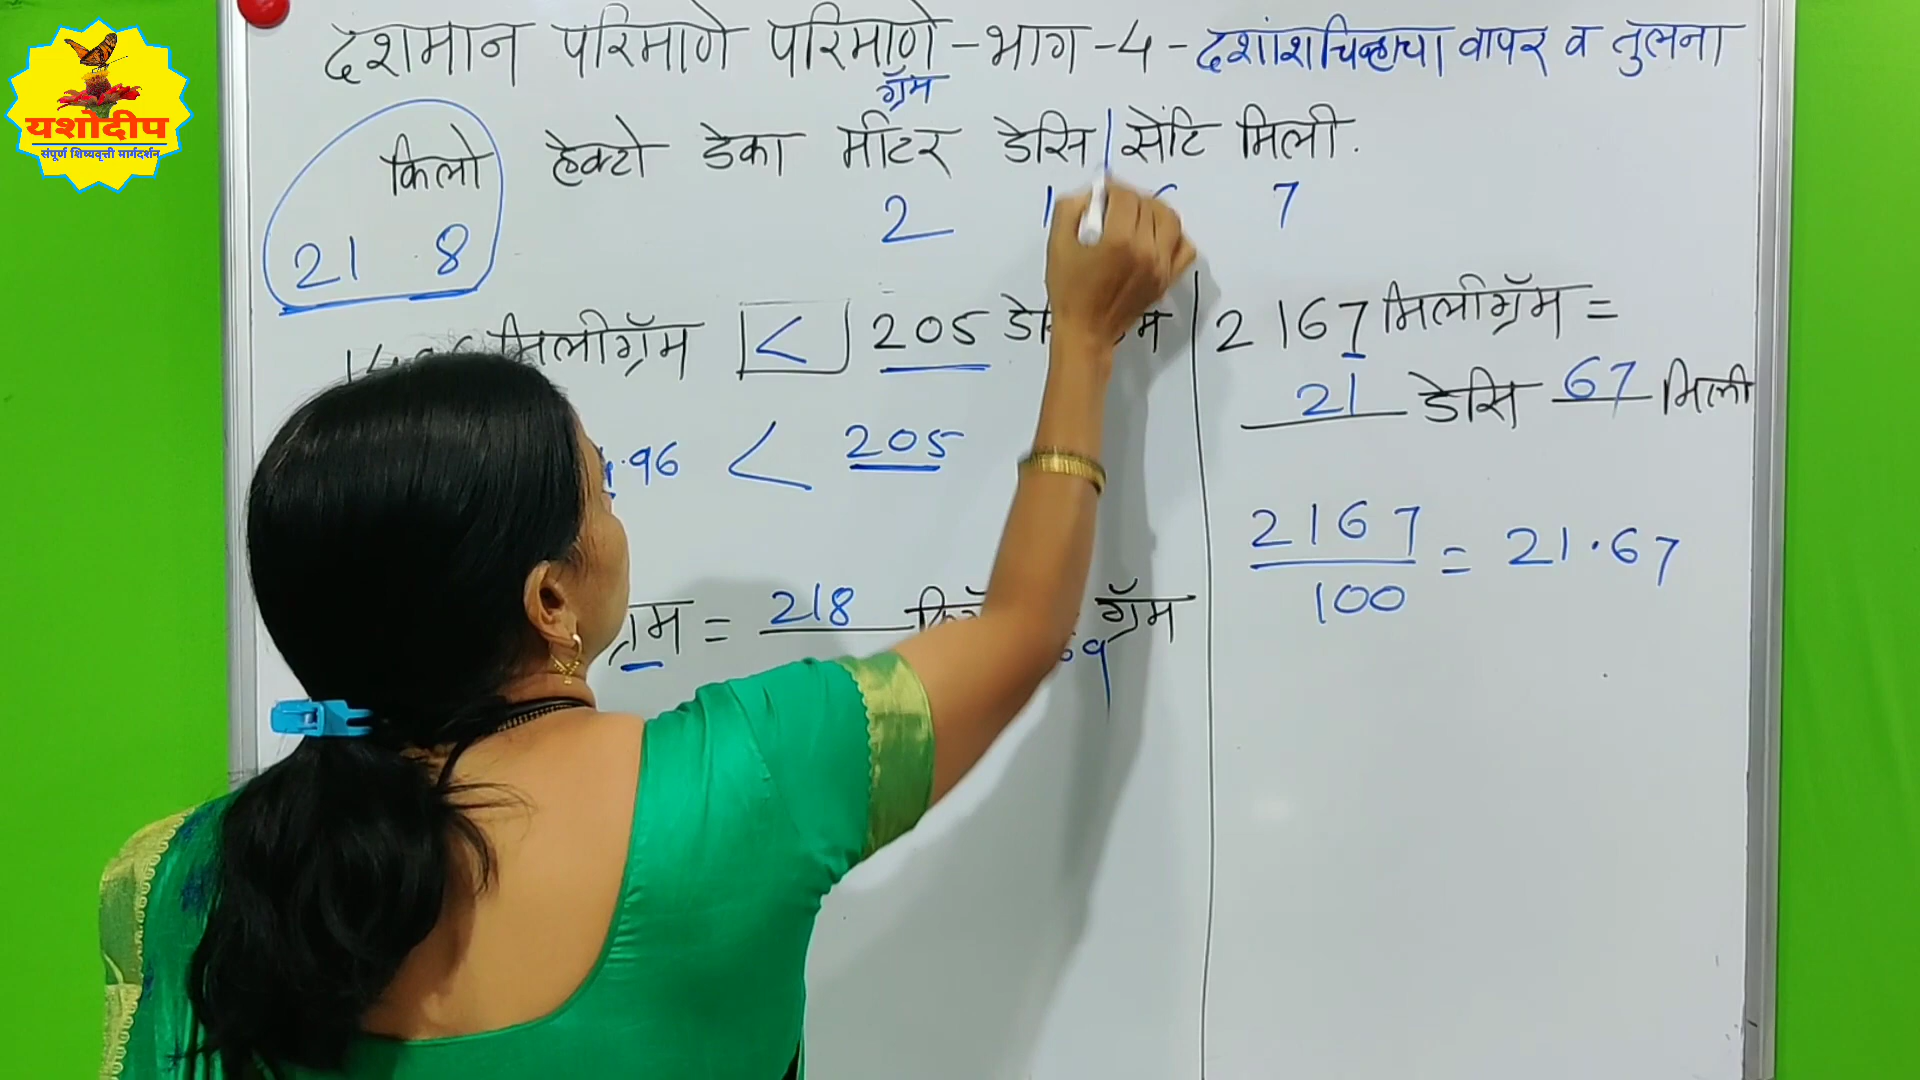 यशोदीप
संपूर्ण शिष्यवृत्ती मार्गदर्शन
दशमान परिमाणे परिमाणे - भाग - 4 - दशांशचिन्हाचा वापर व तुलना
ग्रॅम
किलो हेक्टो डेका मीटर डेसि सेंटि मिली.
21 8 2 1 7
मिलीग्रॅम < 205
.96 < 205
ग्रॅम = 218 ग्रॅम
2167 मिलीग्रॅम =
21 डेसि 67 मिली
2167
100
= 21.67